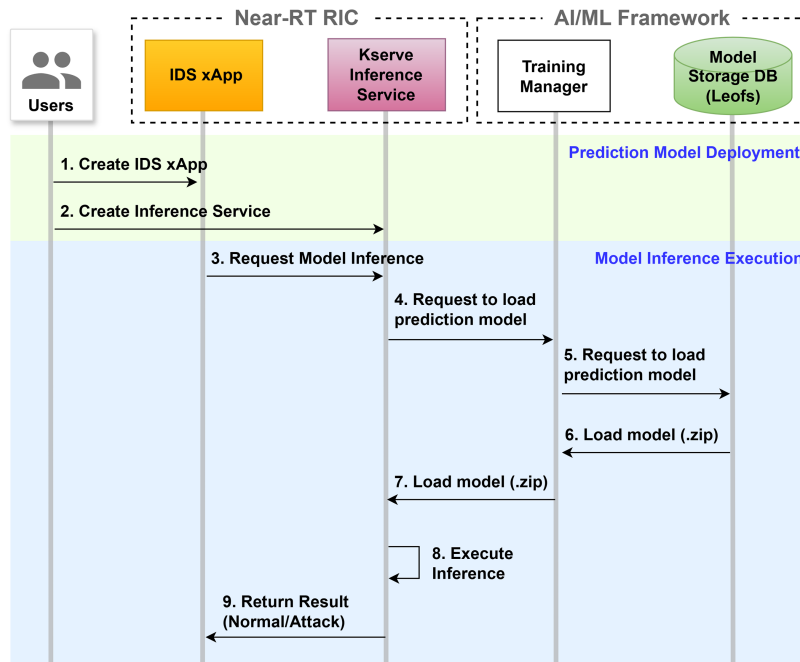 Near-RT RIC
AI/ML Framework
Users
IDS xApp
Kserve
Inference
Service
Training
Manager
Model
Storage DB
(Leofs)
Prediction Model Deployment
1. Create IDS xApp
2. Create Inference Service
Model Inference Execution
3. Request Model Inference
4. Request to load
prediction model
5. Request to load
prediction model
6. Load model (.zip)
7. Load model (.zip)
8. Execute
Inference
9. Return Result
(Normal/Attack)